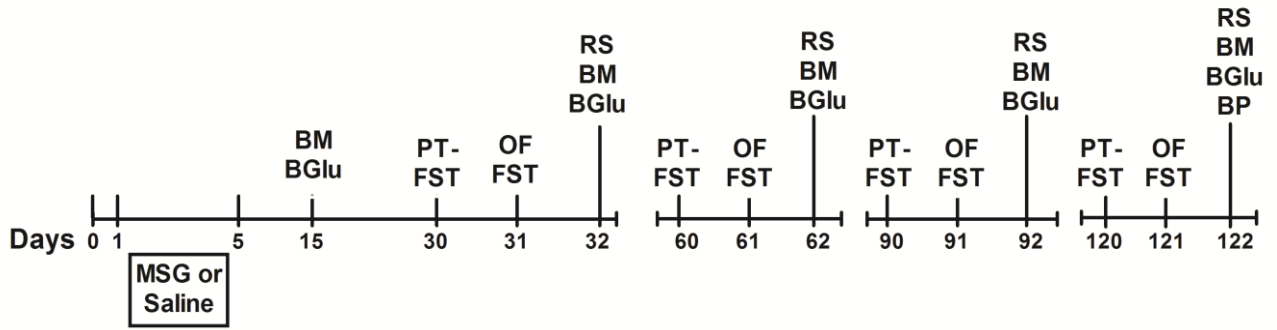 RS
BM
BGlu
RS
BM
BGlu
RS
BM
BGlu
RS
BM
BGlu
BP
BM
BGlu
PT-
FST
OF
FST
PT-
FST
OF
FST
PT-
FST
OF
FST
PT-
FST
OF
FST
Days 0 1 5 15 30 31 32 60 61 62 90 91 92 120 121 122
MSG or
Saline